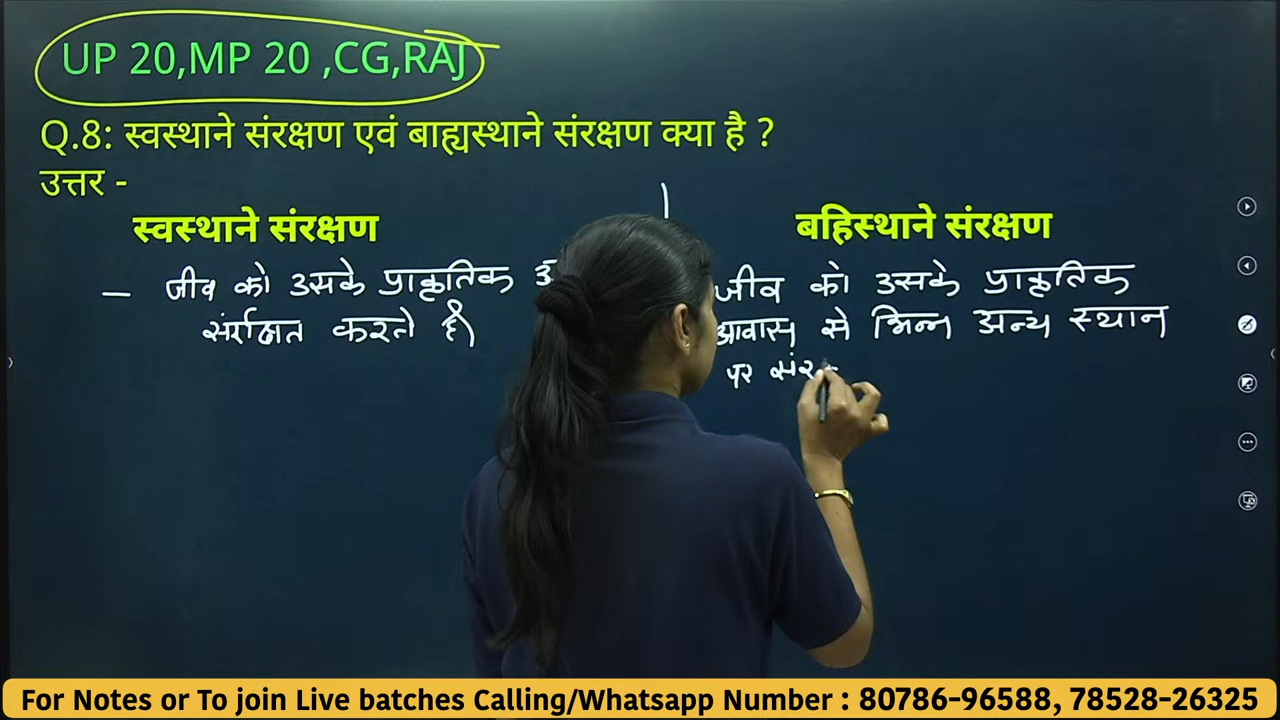 UP 20,MP 20 ,CG,RAJ
Q.8: स्वस्थाने संरक्षण एवं बाह्यस्थाने संरक्षण क्या है ?
उत्तर -
स्वस्थाने संरक्षण
— जीव को उसके प्राकृतिक
संरक्षित करते है।
बहिस्थाने संरक्षण
जीव को उसके प्राकृतिक
आवास से भिन्न अन्य स्थान
पर
For Notes or To join Live batches Calling/Whatsapp Number : 80786-96588, 78528-26325